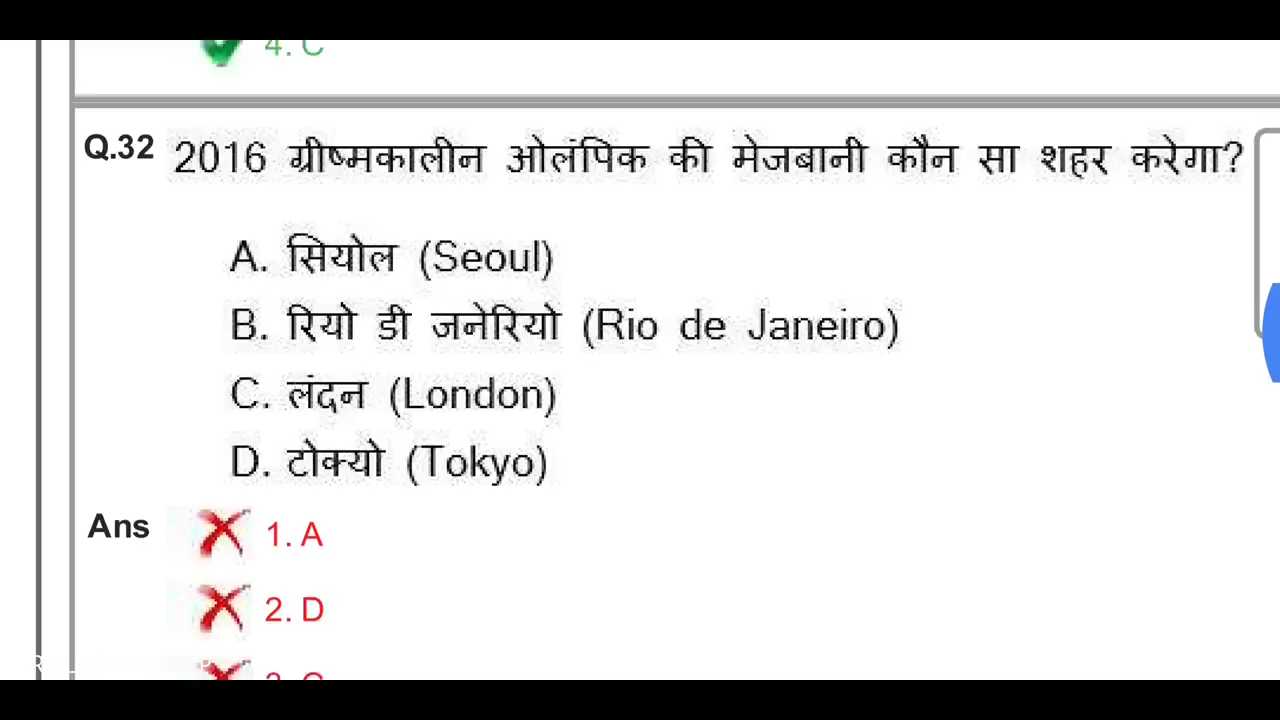 4. C
Q.32 2016 ग्रीष्मकालीन ओलंपिक की मेजबानी कौन सा शहर करेगा?
A. सियोल (Seoul)
B. रियो डी जनेरियो (Rio de Janeiro)
C. लंदन (London)
D. टोक्यो (Tokyo)
Ans 1. A
2. D
3. C